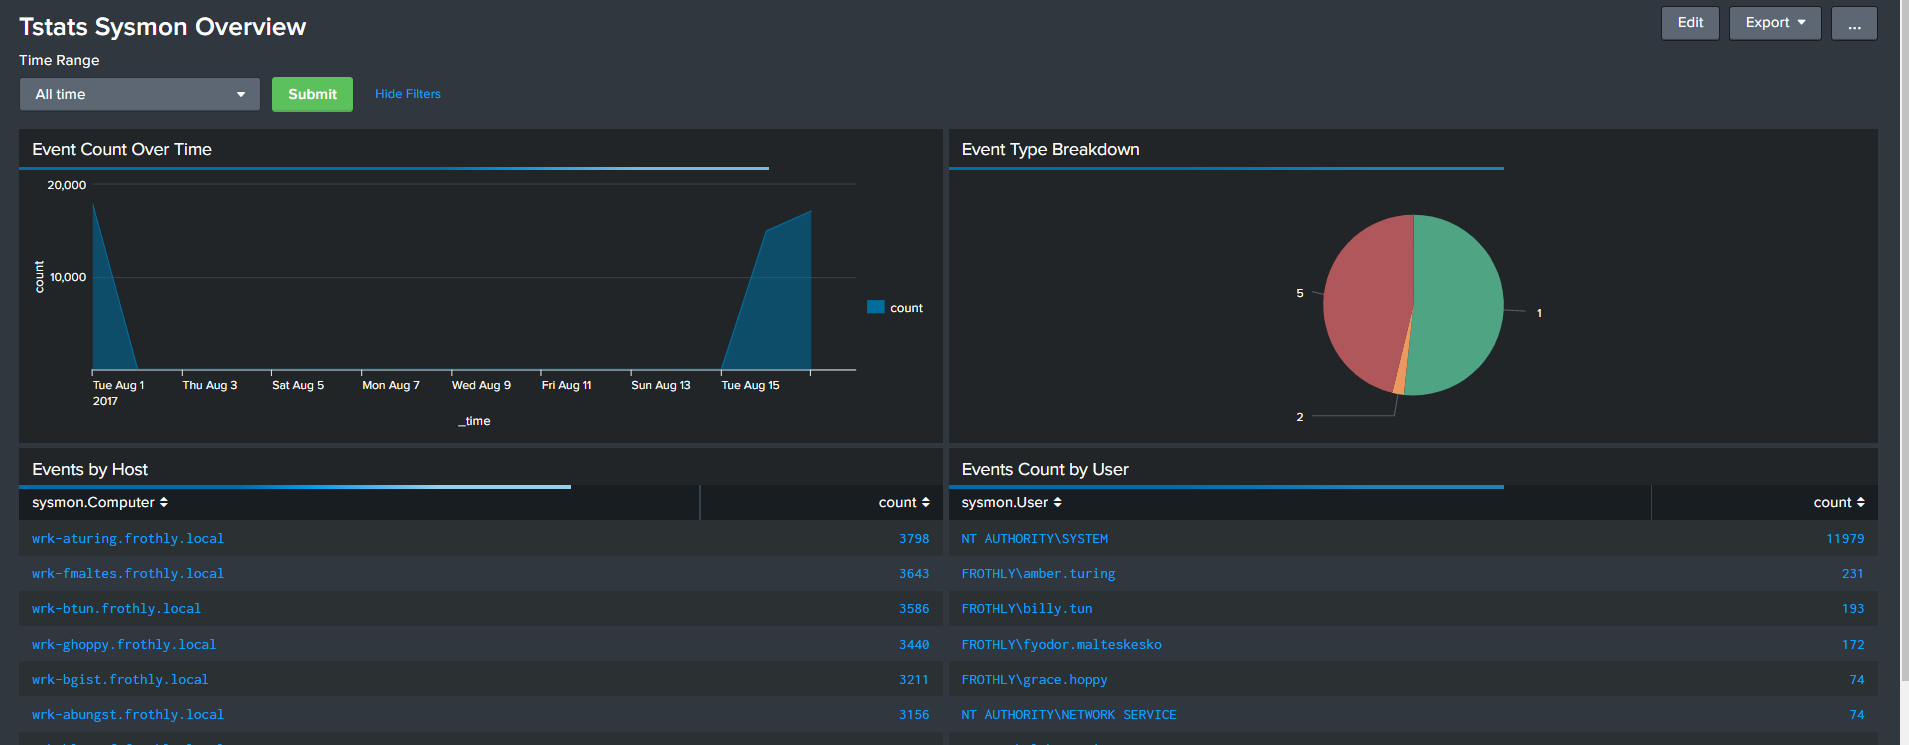 Tstats Sysmon Overview
Edit
Export
...
Time Range
All time
Submit
Hide Filters
Event Count Over Time
20,000
10,000
count
count
Tue Aug 1
2017
Thu Aug 3
Sat Aug 5
Mon Aug 7
Wed Aug 9
Fri Aug 11
Sun Aug 13
Tue Aug 15
_time
Event Type Breakdown
5
1
2
Events by Host
sysmon.Computer count
wrk-aturing.frothly.local 3798
wrk-fmaltes.frothly.local 3643
wrk-btun.frothly.local 3586
wrk-ghoppy.frothly.local 3440
wrk-bgist.frothly.local 3211
wrk-abungst.frothly.local 3156
Events Count by User
sysmon.User count
NT AUTHORITY\SYSTEM 11979
FROTHLY\amber.turing 231
FROTHLY\billy.tun 193
FROTHLY\fyodor.malteskesko 172
FROTHLY\grace.hoppy 74
NT AUTHORITY\NETWORK SERVICE 74